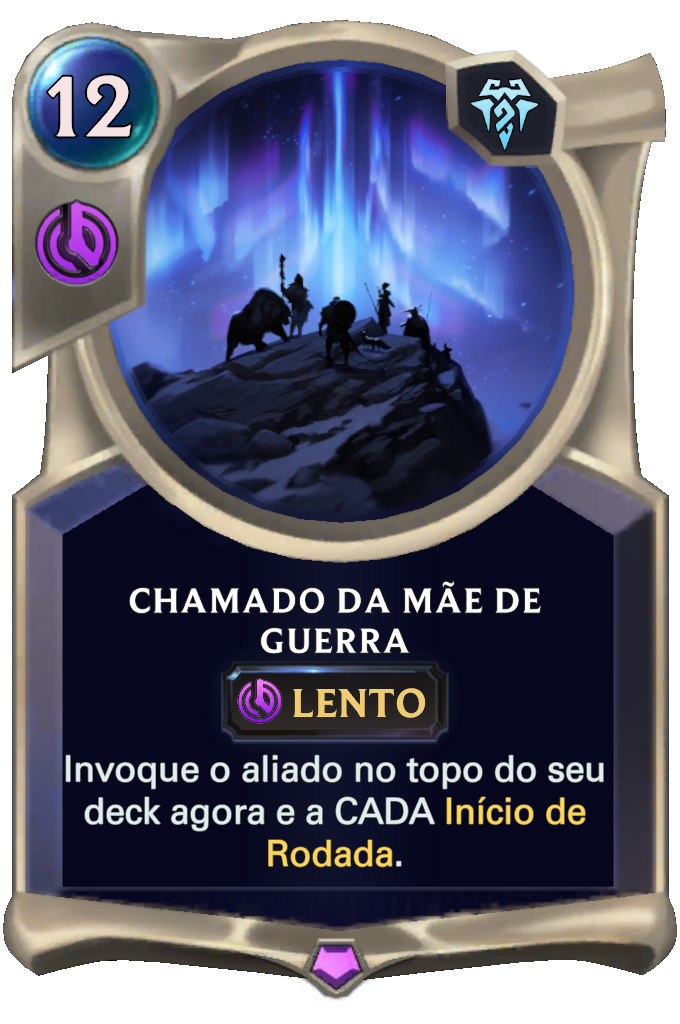 12
CHAMADO DA MÃE DE
GUERRA
LENTO
Invoque o aliado no topo do seu
deck agora e a CADA Início de
Rodada.